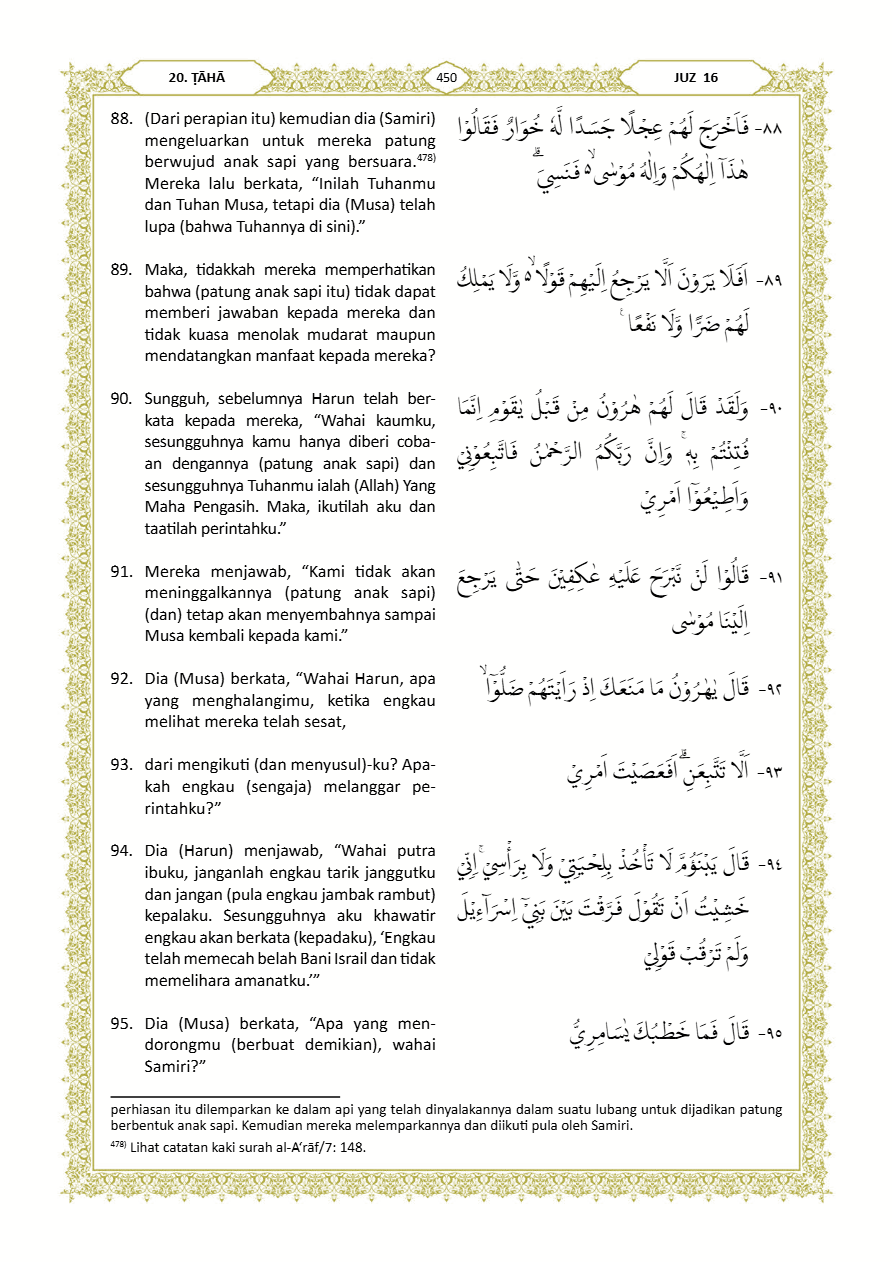 20. ṬĀHĀ
450
JUZ 16
88. (Dari perapian itu) kemudian dia (Samiri)
mengeluarkan untuk mereka patung
berwujud anak sapi yang bersuara.478)
Mereka lalu berkata, “Inilah Tuhanmu
dan Tuhan Musa, tetapi dia (Musa) telah
lupa (bahwa Tuhannya di sini).”
٨٨- فَاَخْرَجَ لَهُمْ عِجْلًا جَسَدًا لَّهٗ خُوَارٌ فَقَالُوْا
هٰذَآ اِلٰهُكُمْ وَاِلٰهُ مُوْسٰى ەۙ فَنَسِيَ ۗ
89. Maka, tidakkah mereka memperhatikan
bahwa (patung anak sapi itu) tidak dapat
memberi jawaban kepada mereka dan
tidak kuasa menolak mudarat maupun
mendatangkan manfaat kepada mereka?
٨٩- اَفَلَا يَرَوْنَ اَلَّا يَرْجِعُ اِلَيْهِمْ قَوْلًا ەۙ وَّلَا يَمْلِكُ
لَهُمْ ضَرًّا وَّلَا نَفْعًا ࣖ
90. Sungguh, sebelumnya Harun telah ber-
kata kepada mereka, “Wahai kaumku,
sesungguhnya kamu hanya diberi coba-
an dengannya (patung anak sapi) dan
sesungguhnya Tuhanmu ialah (Allah) Yang
Maha Pengasih. Maka, ikutilah aku dan
taatilah perintahku.”
٩٠- وَلَقَدْ قَالَ لَهُمْ هٰرُوْنُ مِنْ قَبْلُ يٰقَوْمِ اِنَّمَا
فُتِنْتُمْ بِهٖۚ وَاِنَّ رَبَّكُمُ الرَّحْمٰنُ فَاتَّبِعُوْنِيْ
وَاَطِيْعُوْٓا اَمْرِيْ
91. Mereka menjawab, “Kami tidak akan
meninggalkannya (patung anak sapi)
(dan) tetap akan menyembahnya sampai
Musa kembali kepada kami.”
٩١- قَالُوْا لَنْ نَّبْرَحَ عَلَيْهِ عٰكِفِيْنَ حَتّٰى يَرْجِعَ
اِلَيْنَا مُوْسٰى
92. Dia (Musa) berkata, “Wahai Harun, apa
yang menghalangimu, ketika engkau
melihat mereka telah sesat,
٩٢- قَالَ يٰهٰرُوْنُ مَا مَنَعَكَ اِذْ رَاَيْتَهُمْ ضَلُّوْٓا ۙ
93. dari mengikuti (dan menyusul)-ku? Apa-
kah engkau (sengaja) melanggar pe-
rintahku?”
٩٣- اَلَّا تَتَّبِعَنِۗ اَفَعَصَيْتَ اَمْرِيْ
94. Dia (Harun) menjawab, “Wahai putra
ibuku, janganlah engkau tarik janggutku
dan jangan (pula engkau jambak rambut)
kepalaku. Sesungguhnya aku khawatir
engkau akan berkata (kepadaku), ‘Engkau
telah memecah belah Bani Israil dan tidak
memelihara amanatku.’”
٩٤- قَالَ يَبْنَؤُمَّ لَا تَأْخُذْ بِلِحْيَتِيْ وَلَا بِرَأْسِيْۚ اِنِّيْ
خَشِيْتُ اَنْ تَقُوْلَ فَرَّقْتَ بَيْنَ بَنِيْٓ اِسْرَاۤءِيْلَ
وَلَمْ تَرْقُبْ قَوْلِيْ
95. Dia (Musa) berkata, “Apa yang men-
dorongmu (berbuat demikian), wahai
Samiri?”
٩٥- قَالَ فَمَا خَطْبُكَ يٰسَامِرِيُّ
perhiasan itu dilemparkan ke dalam api yang telah dinyalakannya dalam suatu lubang untuk dijadikan patung
berbentuk anak sapi. Kemudian mereka melemparkannya dan diikuti pula oleh Samiri.
478) Lihat catatan kaki surah al-A‘rāf/7: 148.